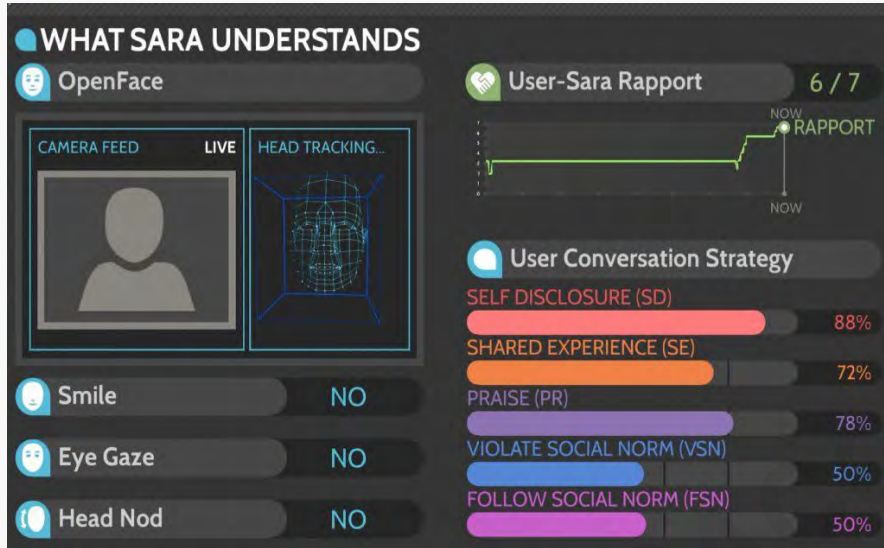 WHAT SARA UNDERSTANDS
OpenFace
CAMERA FEED LIVE
HEAD TRACKING...
Smile NO
Eye Gaze NO
Head Nod NO
User-Sara Rapport 6 / 7
NOW
RAPPORT
NOW
User Conversation Strategy
SELF DISCLOSURE (SD)
88%
SHARED EXPERIENCE (SE)
72%
PRAISE (PR)
78%
VIOLATE SOCIAL NORM (VSN)
50%
FOLLOW SOCIAL NORM (FSN)
50%